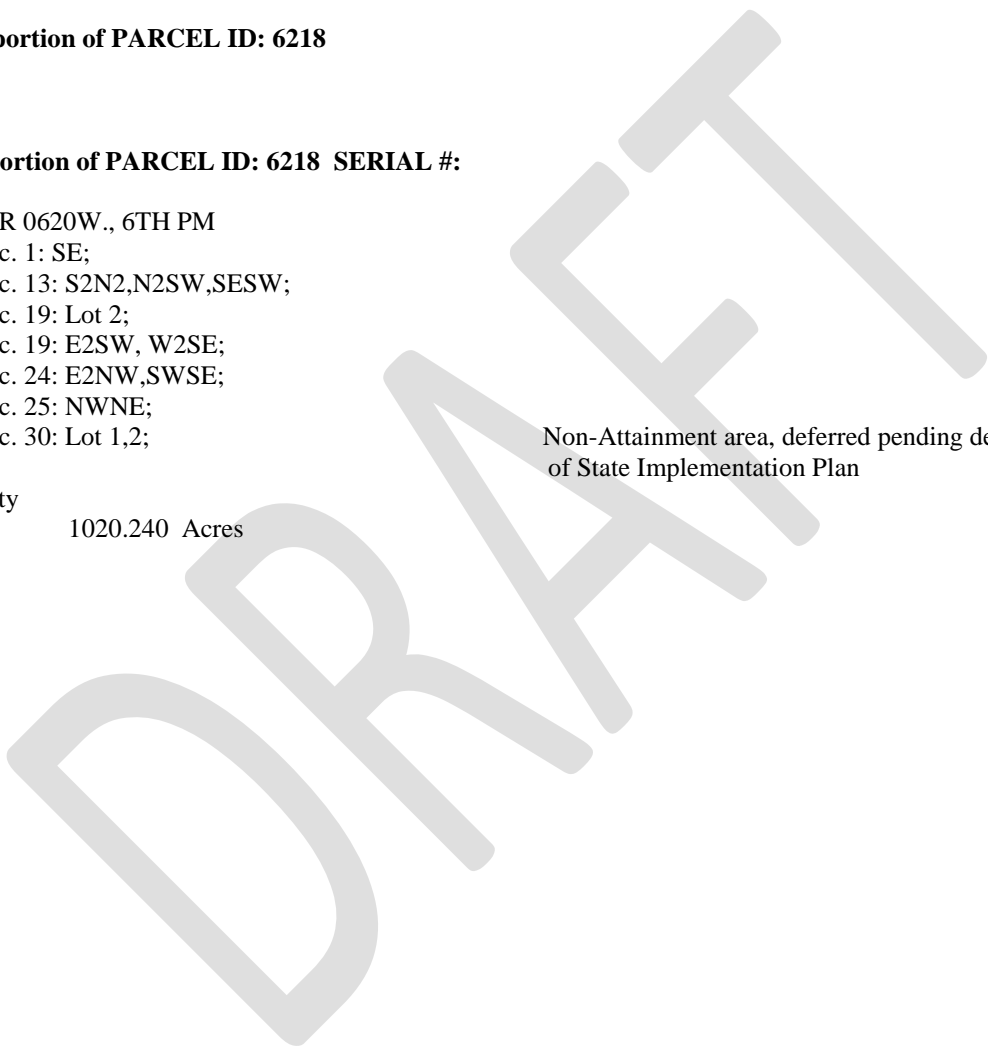 portion of PARCEL ID: 6218
ortion of PARCEL ID: 6218 SERIAL #:
R 0620W., 6TH PM
c. 1: SE;
c. 13: S2N2,N2SW,SESW;
c. 19: Lot 2;
c. 19: E2SW, W2SE;
c. 24: E2NW,SWSE;
c. 25: NWNE;
c. 30: Lot 1,2; Non-Attainment area, deferred pending de
of State Implementation Plan
ty
1020.240 Acres
DRAFT